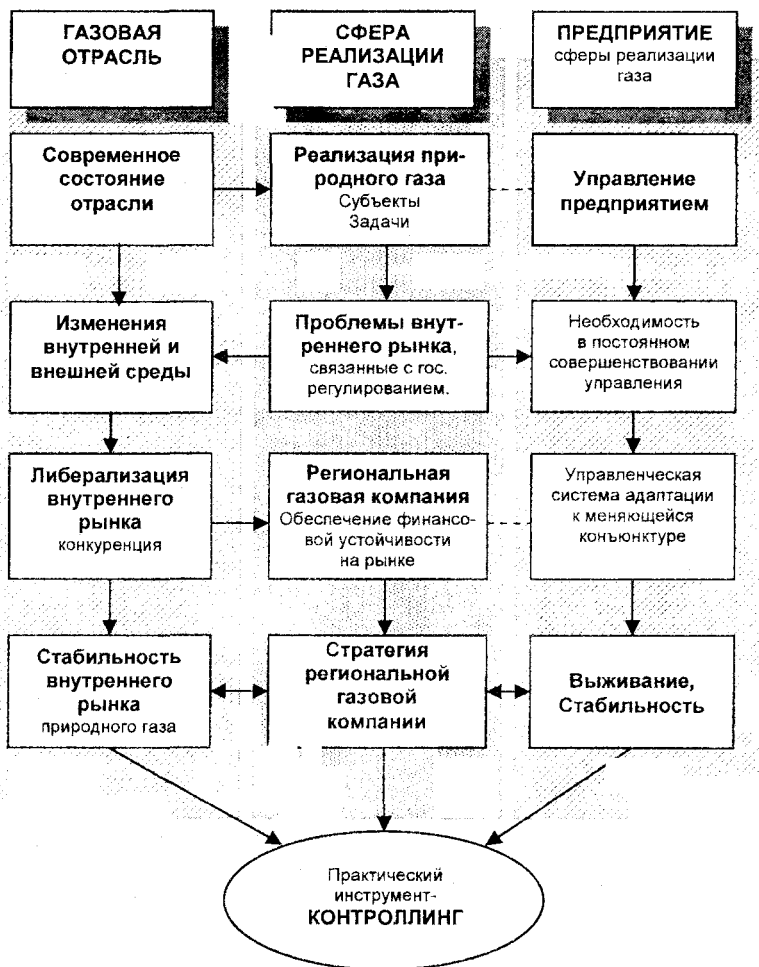 ГАЗОВАЯ
ОТРАСЛЬ
СФЕРА
РЕАЛИЗАЦИИ
ГАЗА
ПРЕДПРИЯТИЕ
сферы реализации
газа
Современное
состояние
отрасли
Реализация при-
родного газа
Субъекты
Задачи
Управление
предприятием
Изменения
внутренней и
внешней среды
Проблемы внут-
реннего рынка,
связанные с гос.
регулированием.
Необходимость
в постоянном
совершенствовании
управления
Либерализация
внутреннего
рынка
конкуренция
Региональная
газовая компания
Обеспечение финансо-
вой устойчивости
на рынке
Управленческая
система адаптации
к меняющейся
конъюнктуре
Стабильность
внутреннего
рынка
природного газа
Стратегия
региональной
газовой
компании
Выживание,
Стабильность
Практический
инструмент-
КОНТРОЛЛИНГ